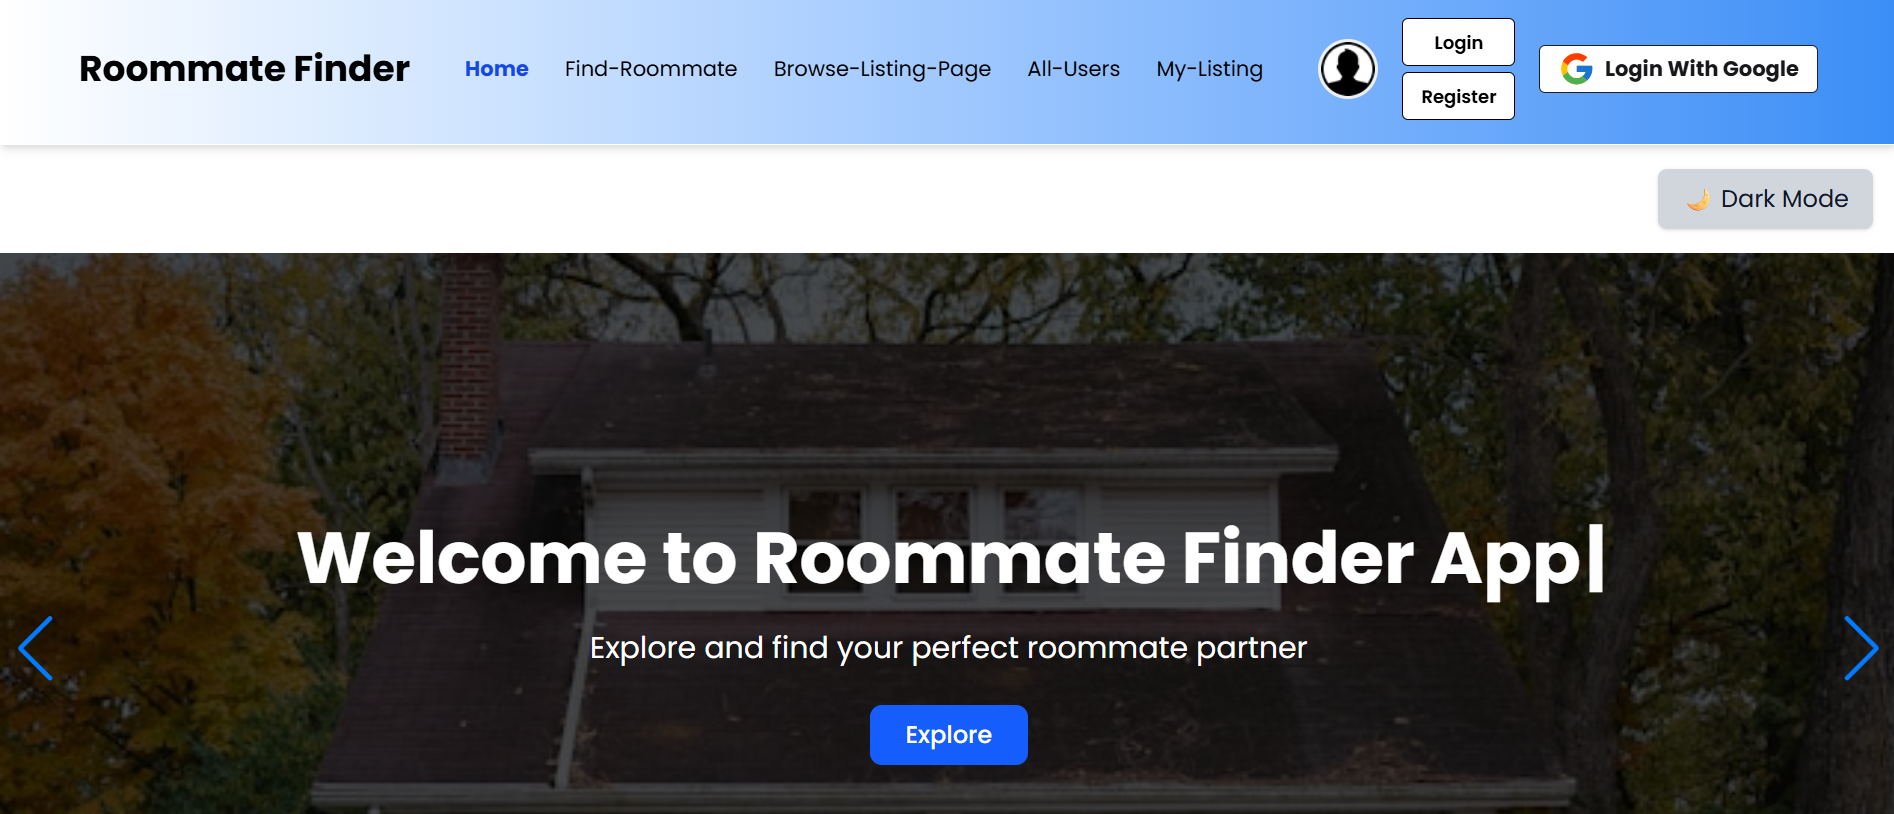 Roommate Finder
Home Find-Roommate Browse-Listing-Page All-Users My-Listing
Login
Register
Login With Google
Dark Mode
Welcome to Roommate Finder App|
Explore and find your perfect roommate partner
Explore